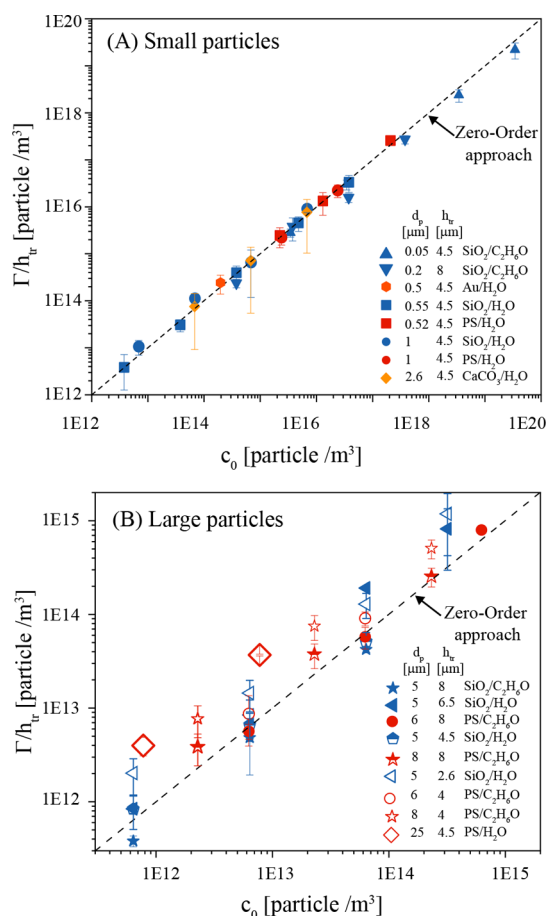 (A) Small particles
1E20
1E18
1E16
1E14
1E12
Γ/h_tr [particle /m³]
Zero-Order
approach
d_p h_tr
[μm] [μm]
0.05 4.5 SiO₂/C₂H₆O
0.2 8 SiO₂/C₂H₆O
0.5 4.5 Au/H₂O
0.55 4.5 SiO₂/H₂O
0.52 4.5 PS/H₂O
1 4.5 SiO₂/H₂O
1 4.5 PS/H₂O
2.6 4.5 CaCO₃/H₂O
1E12 1E14 1E16 1E18 1E20
c₀ [particle /m³]
(B) Large particles
1E15
1E14
1E13
1E12
Γ/h_tr [particle /m³]
Zero-Order
approach
d_p h_tr
[μm] [μm]
5 8 SiO₂/C₂H₆O
5 6.5 SiO₂/H₂O
6 8 PS/C₂H₆O
5 4.5 SiO₂/H₂O
8 8 PS/C₂H₆O
5 2.6 SiO₂/H₂O
6 4 PS/C₂H₆O
8 4 PS/C₂H₆O
25 4.5 PS/H₂O
1E12 1E13 1E14 1E15
c₀ [particle /m³]